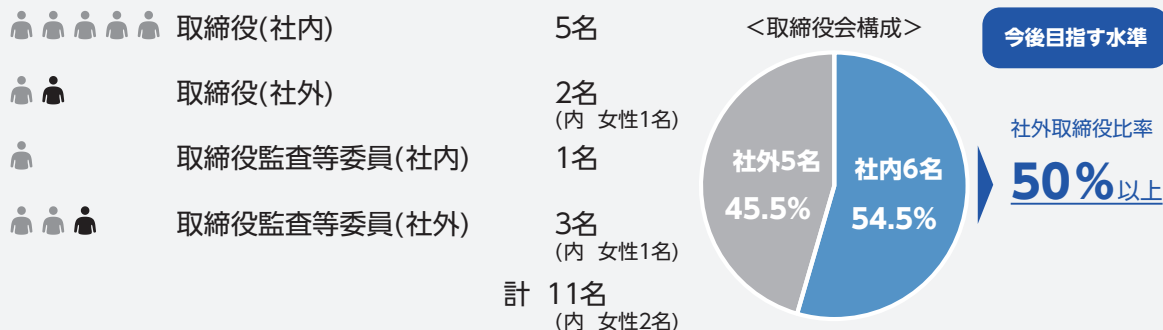 取締役(社内) 5名
取締役(社外) 2名
(内 女性1名)
取締役監査等委員(社内) 1名
取締役監査等委員(社外) 3名
(内 女性1名)
計 11名
(内 女性2名)
＜取締役会構成＞
社外5名
45.5%
社内6名
54.5%
今後目指す水準
社外取締役比率
50%以上